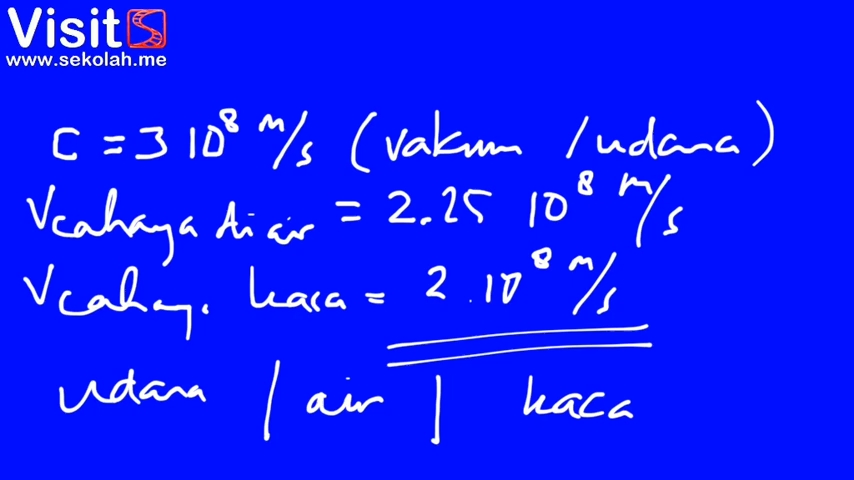 Visit S
www.sekolah.me
C = 3 10⁸ m/s (vakum / udara)
Vcahaya di air = 2.25 10⁸ m/s
Vcahay. kaca = 2 . 10⁸ m/s
udara | air | kaca